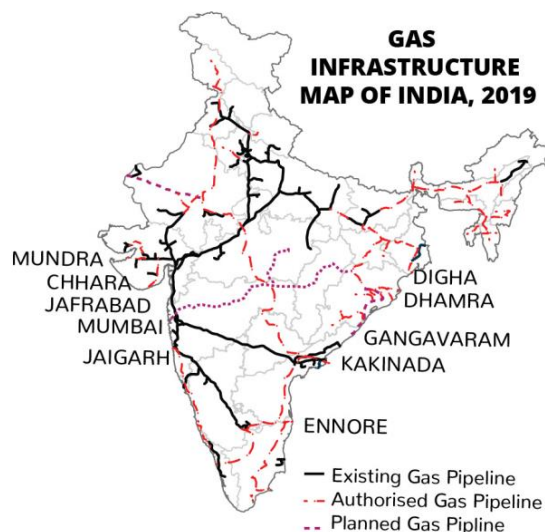 GAS
INFRASTRUCTURE
MAP OF INDIA, 2019
MUNDRA
CHHARA
JAFRABAD
MUMBAI
JAIGARH
DIGHA
DHAMRA
GANGAVARAM
KAKINADA
ENNORE
Existing Gas Pipeline
Authorised Gas Pipeline
Planned Gas Pipline